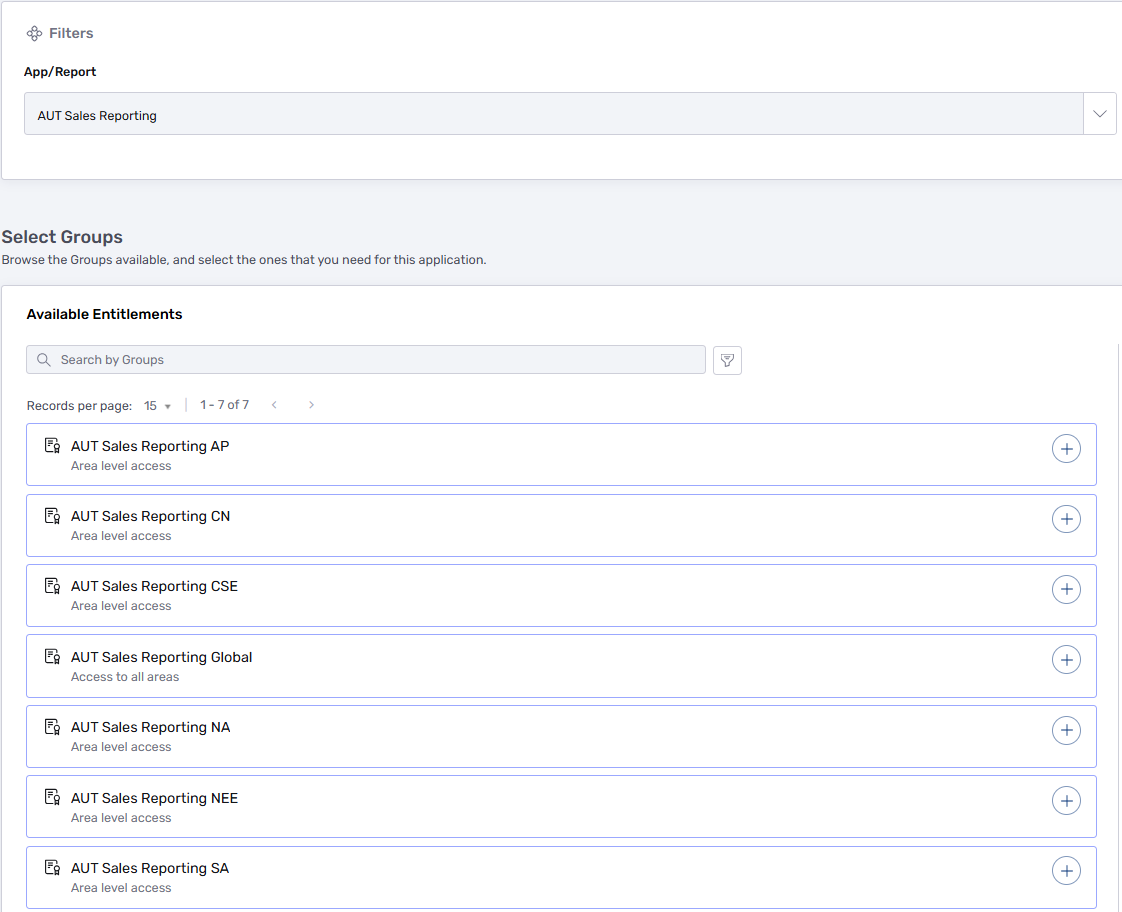 Filters
App/Report
AUT Sales Reporting
Select Groups
Browse the Groups available, and select the ones that you need for this application.
Available Entitlements
Search by Groups
Records per page: 15 1 - 7 of 7
AUT Sales Reporting AP
Area level access
AUT Sales Reporting CN
Area level access
AUT Sales Reporting CSE
Area level access
AUT Sales Reporting Global
Access to all areas
AUT Sales Reporting NA
Area level access
AUT Sales Reporting NEE
Area level access
AUT Sales Reporting SA
Area level access